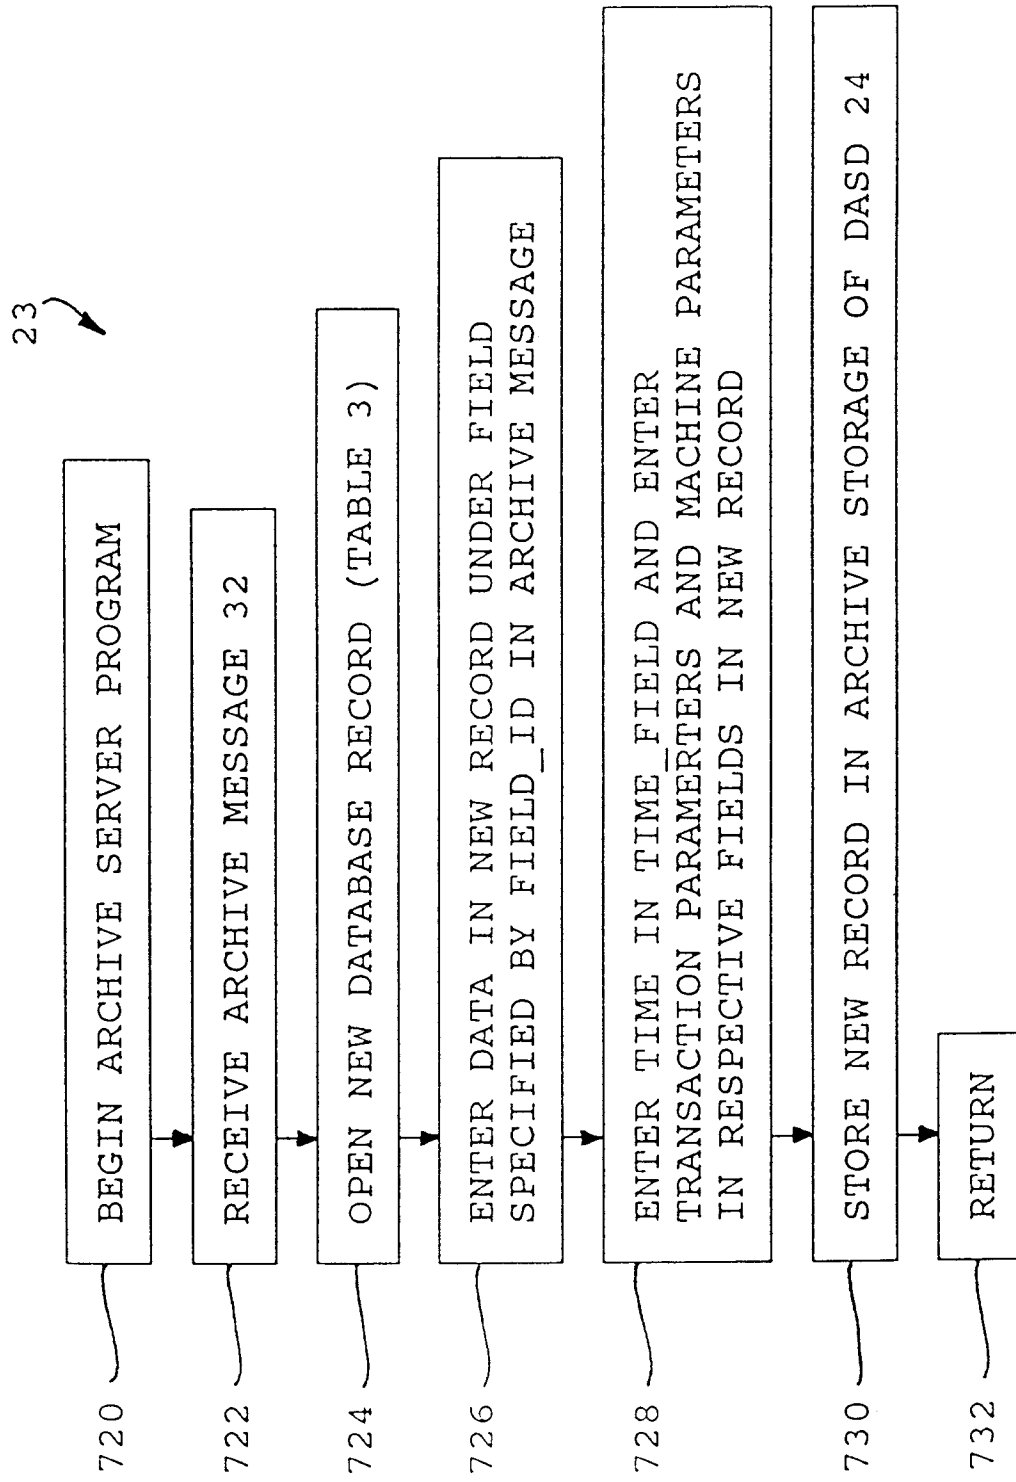 23
720
BEGIN ARCHIVE SERVER PROGRAM
722
RECEIVE ARCHIVE MESSAGE 32
724
OPEN NEW DATABASE RECORD (TABLE 3)
726
ENTER DATA IN NEW RECORD UNDER FIELD
SPECIFIED BY FIELD_ID IN ARCHIVE MESSAGE
728
ENTER TIME IN TIME_FIELD AND ENTER
TRANSACTION PARAMERTERS AND MACHINE PARAMETERS
IN RESPECTIVE FIELDS IN NEW RECORD
730
STORE NEW RECORD IN ARCHIVE STORAGE OF DASD 24
732
RETURN